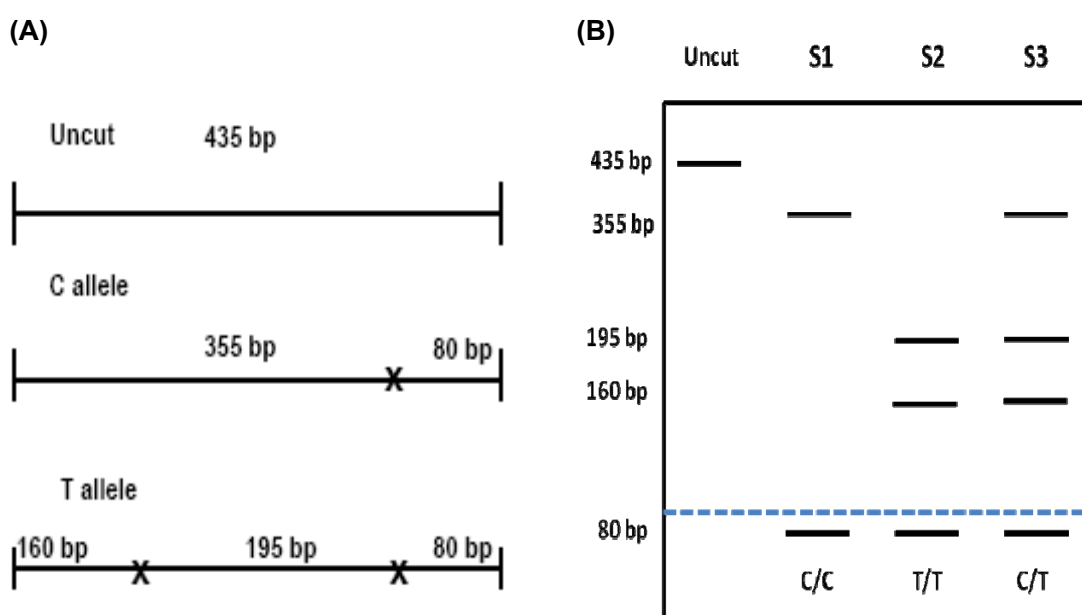 (A)
Uncut 435 bp
C allele
355 bp 80 bp
X
T allele
160 bp 195 bp 80 bp
X X
(B)
Uncut S1 S2 S3
435 bp
355 bp
195 bp
160 bp
80 bp
C/C T/T C/T